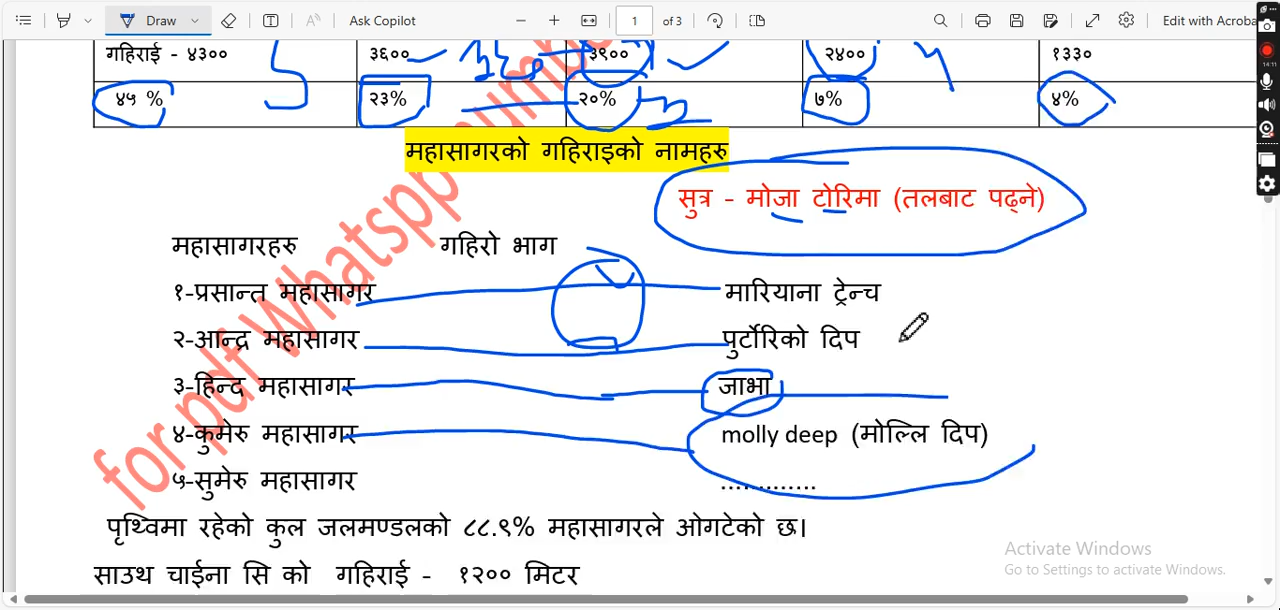 Draw
Ask Copilot
1 of 3
Edit with Acroba
गहिराई - ४३०० ३६०० ३९०० २४०० १३३०
४५ % २३% २०% ७% ४%
महासागरको गहिराइको नामहरु
सुत्र - मोजा टोरिमा (तलबाट पढ्ने)
महासागरहरु गहिरो भाग
१-प्रसान्त महासागर मारियाना ट्रेन्च
२-आन्द्र महासागर पुर्टोरिको दिप
३-हिन्द महासागर जाभा
४-कुमेरु महासागर molly deep (मोल्लि दिप)
५-सुमेरु महासागर .............
पृथ्विमा रहेको कुल जलमण्डलको ८८.९% महासागरले ओगटेको छ।
साउथ चाईना सि को गहिराई - १२०० मिटर
for pdf Whatspp
Activate Windows
Go to Settings to activate Windows.
14:11